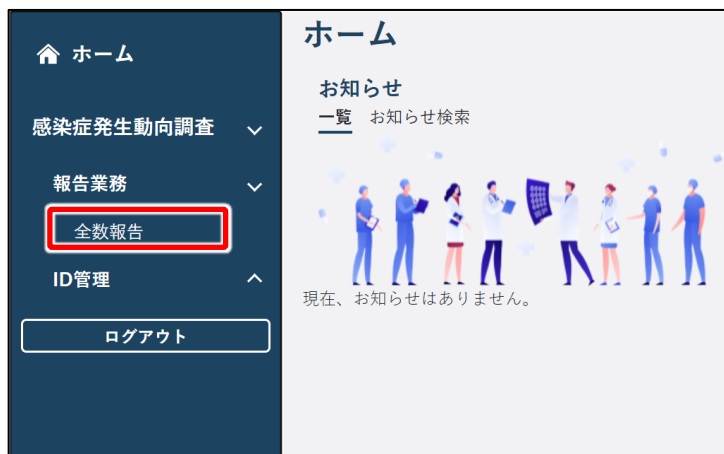 ホーム
感染症発生動向調査
報告業務
全数報告
ID管理
ログアウト
ホーム
お知らせ
一覧 お知らせ検索
現在、お知らせはありません。